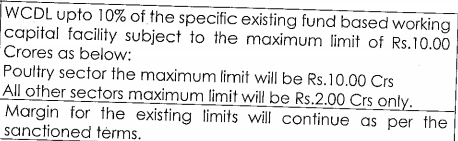 WCDL upto 10% of the specific existing fund based working
capital facility subject to the maximum limit of Rs.10.00
Crores as below:
Poultry sector the maximum limit will be Rs.10.00 Crs
All other sectors maximum limit will be Rs.2.00 Crs only.
Margin for the existing limits will continue as per the
sanctioned terms.